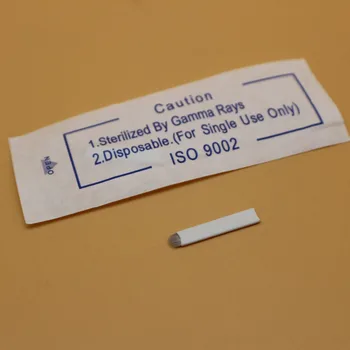 Caution
1.Sterilized By Gamma Rays
2.Disposable.(For Single Use Only)
ISO 9002